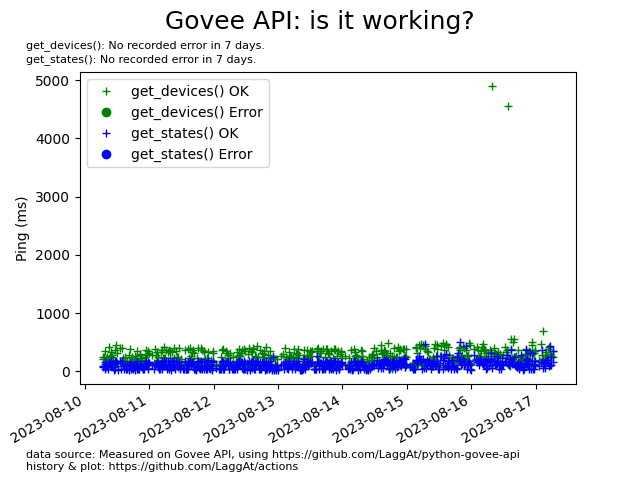 Govee API: is it working?
get_devices(): No recorded error in 7 days.
get_states(): No recorded error in 7 days.
get_devices() OK
get_devices() Error
get_states() OK
get_states() Error
Ping (ms)
5000
4000
3000
2000
1000
0
2023-08-10
2023-08-11
2023-08-12
2023-08-13
2023-08-14
2023-08-15
2023-08-16
2023-08-17
data source: Measured on Govee API, using https://github.com/LaggAt/python-govee-api
history & plot: https://github.com/LaggAt/actions